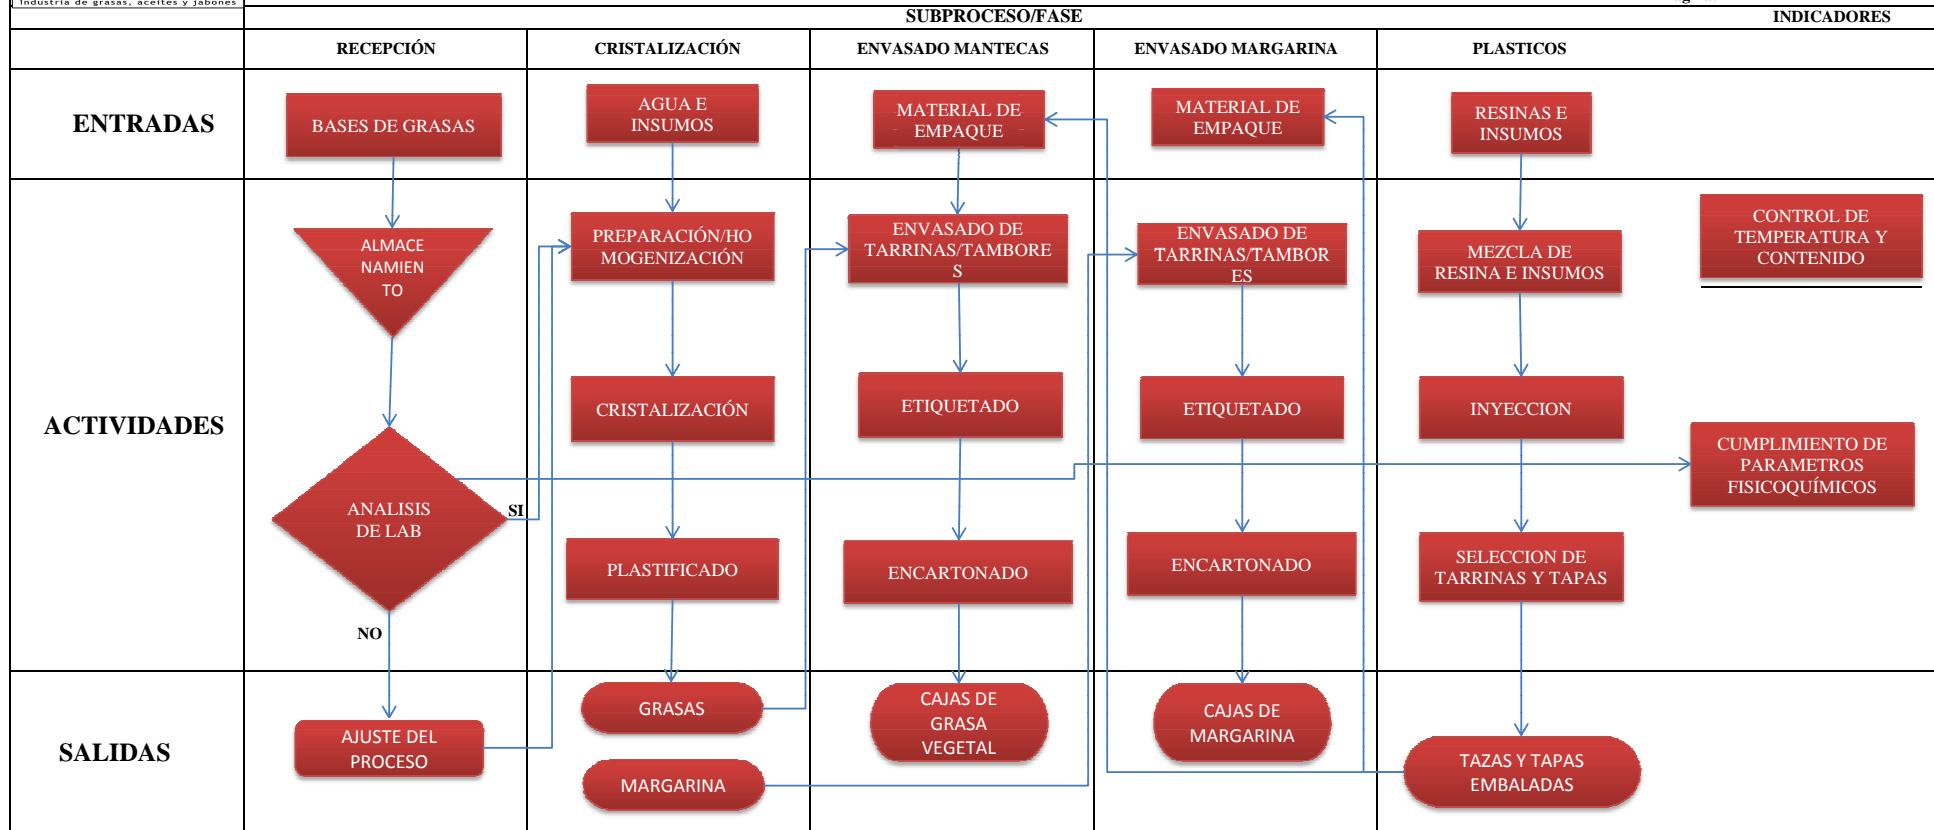 industria de grasas, aceites y jabones
SUBPROCESO/FASE
INDICADORES
RECEPCIÓN
CRISTALIZACIÓN
ENVASADO MANTECAS
ENVASADO MARGARINA
PLASTICOS
ENTRADAS
BASES DE GRASAS
AGUA E
INSUMOS
MATERIAL DE
EMPAQUE
MATERIAL DE
EMPAQUE
RESINAS E
INSUMOS
ACTIVIDADES
ALMACE
NAMIEN
TO
PREPARACIÓN/HO
MOGENIZACIÓN
ENVASADO DE
TARRINAS/TAMBORE
S
ENVASADO DE
TARRINAS/TAMBOR
ES
MEZCLA DE
RESINA E INSUMOS
CONTROL DE
TEMPERATURA Y
CONTENIDO
CRISTALIZACIÓN
ETIQUETADO
ETIQUETADO
INYECCION
CUMPLIMIENTO DE
PARAMETROS
FISICOQUÍMICOS
ANALISIS
DE LAB
SI
NO
PLASTIFICADO
ENCARTONADO
ENCARTONADO
SELECCION DE
TARRINAS Y TAPAS
SALIDAS
AJUSTE DEL
PROCESO
GRASAS
MARGARINA
CAJAS DE
GRASA
VEGETAL
CAJAS DE
MARGARINA
TAZAS Y TAPAS
EMBALADAS